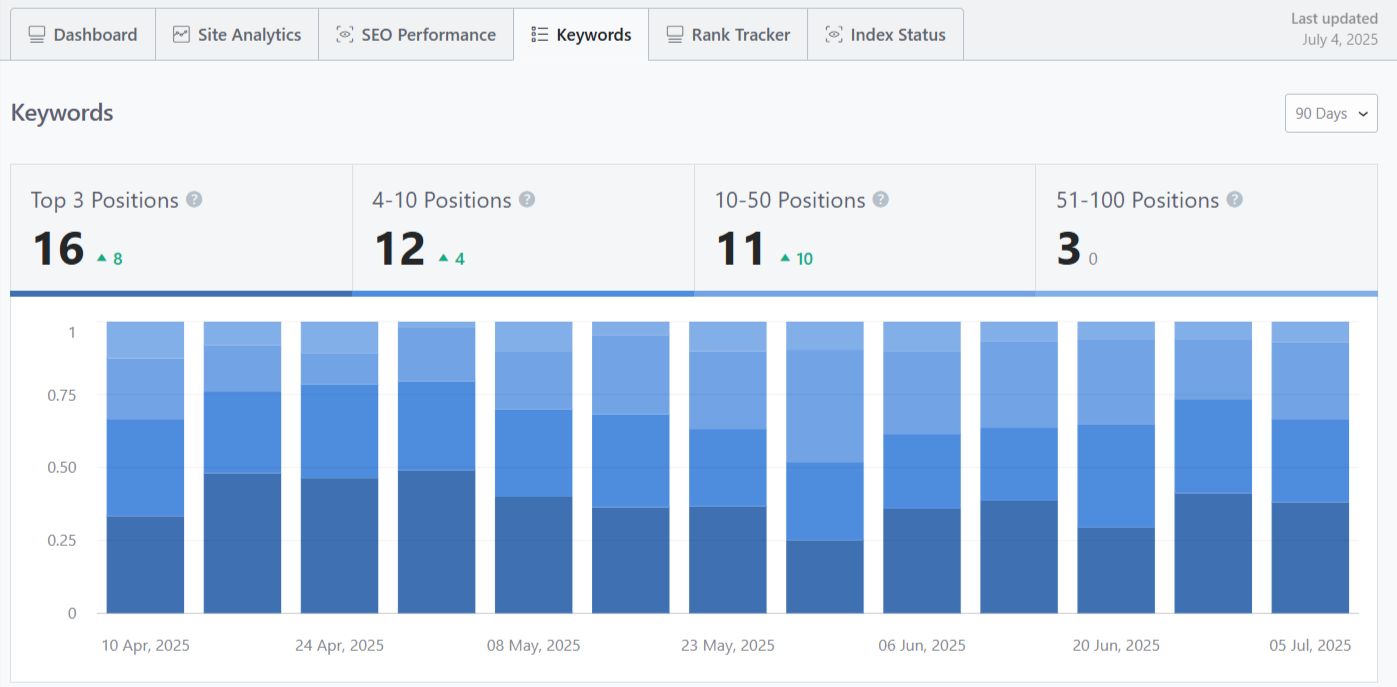 Dashboard
Site Analytics
SEO Performance
Keywords
Rank Tracker
Index Status
Last updated
July 4, 2025
Keywords
90 Days
Top 3 Positions ?
16 ▲ 8
4-10 Positions ?
12 ▲ 4
10-50 Positions ?
11 ▲ 10
51-100 Positions ?
3 0
1
0.75
0.50
0.25
0
10 Apr, 2025
24 Apr, 2025
08 May, 2025
23 May, 2025
06 Jun, 2025
20 Jun, 2025
05 Jul, 2025